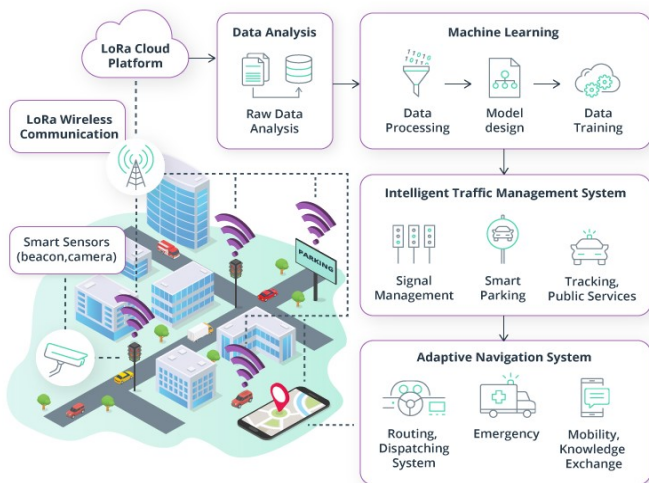 LoRa Cloud
Platform
Data Analysis
Raw Data
Analysis
Machine Learning
11010
10110
Data
Processing
Model
design
Data
Training
LoRa Wireless
Communication
Smart Sensors
(beacon,camera)
PARKING
Intelligent Traffic Management System
Signal
Management
Smart
Parking
Tracking,
Public Services
Adaptive Navigation System
Routing,
Dispatching
System
Emergency
Mobility,
Knowledge
Exchange